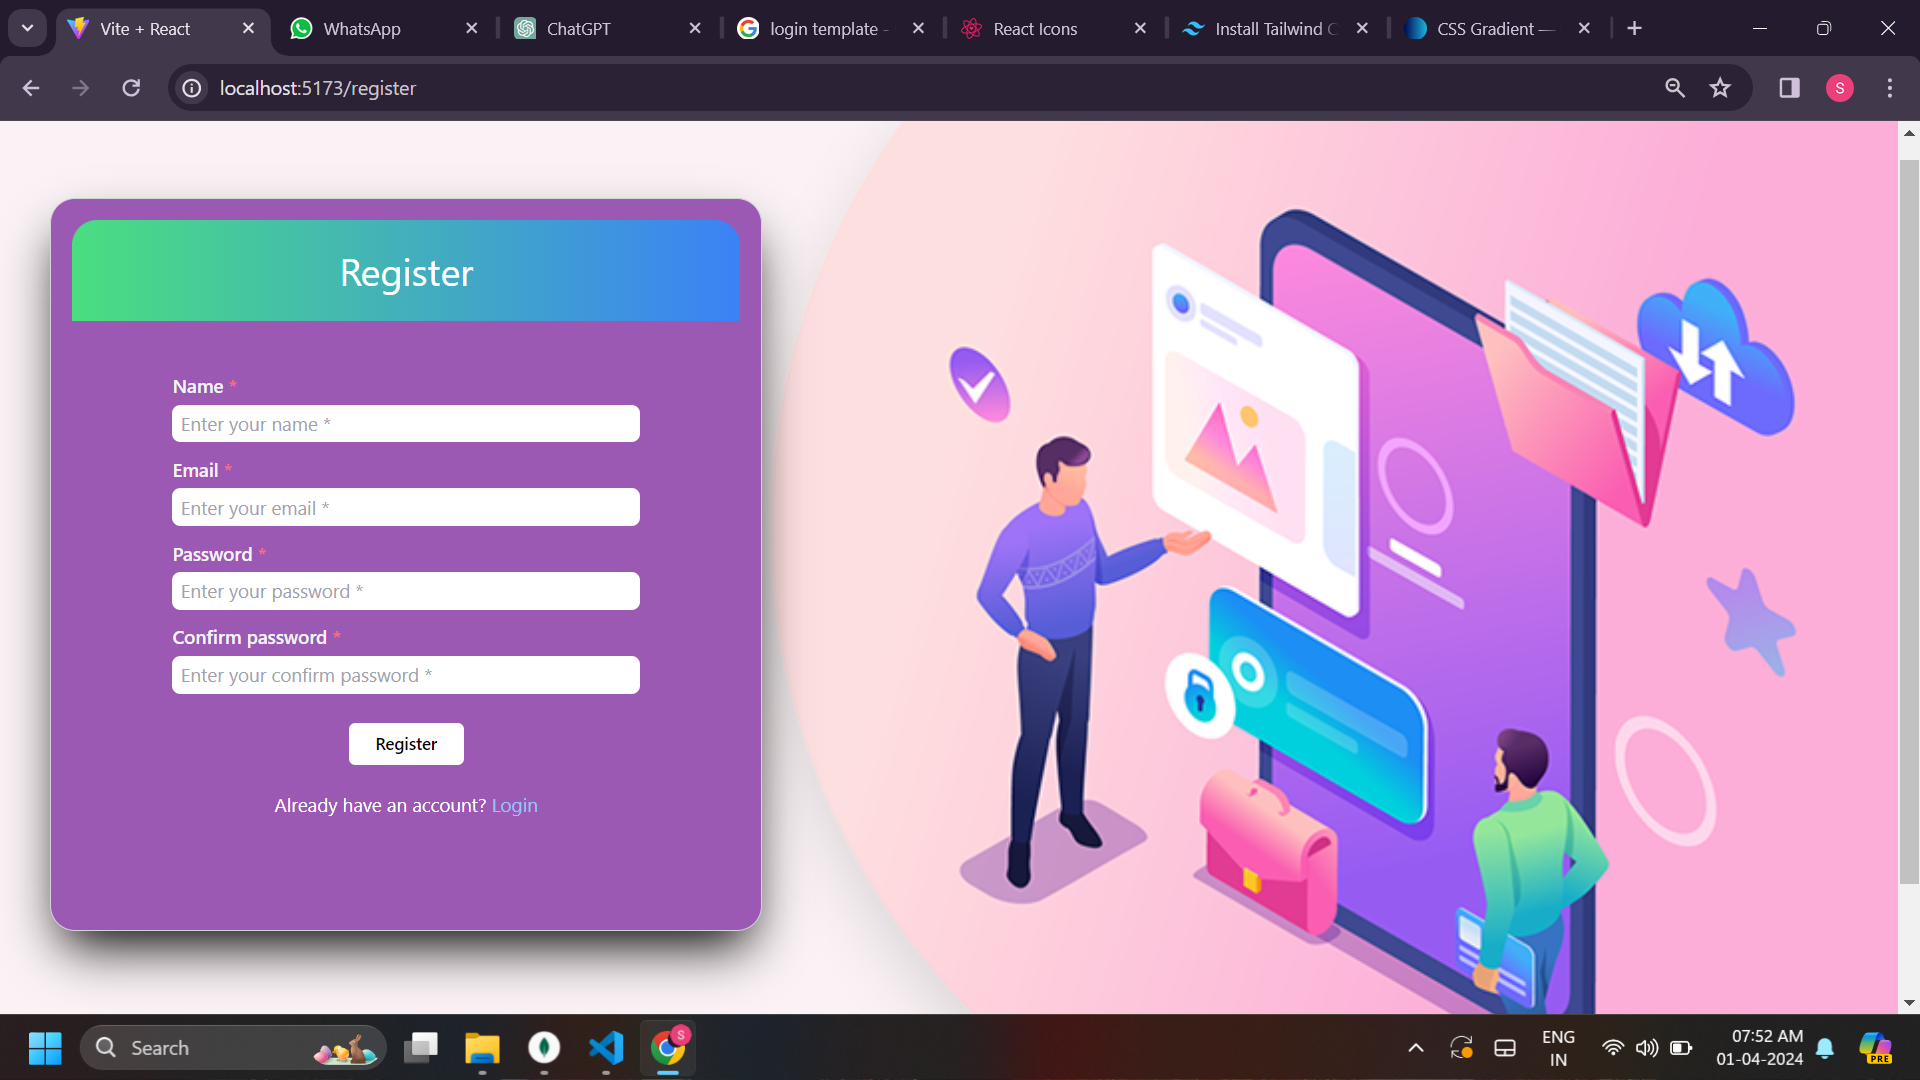 Vite + React
WhatsApp
ChatGPT
login template -
React Icons
Install Tailwind C
CSS Gradient —
localhost:5173/register
S
Register
Name *
Enter your name *
Email *
Enter your email *
Password *
Enter your password *
Confirm password *
Enter your confirm password *
Register
Already have an account? Login
Search
S
ENG
IN
07:52 AM
01-04-2024
PRE